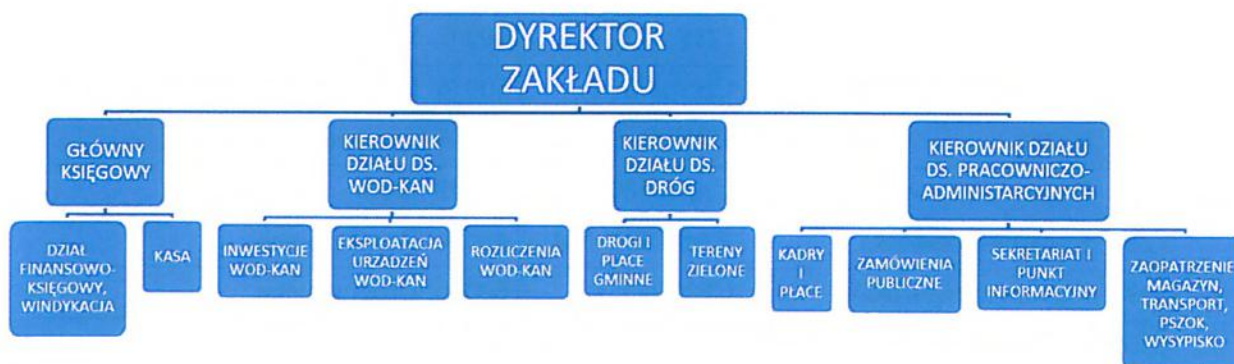 DYREKTOR
ZAKŁADU
GŁÓWNY
KSIĘGOWY
KIEROWNIK
DZIAŁU DS.
WOD-KAN
KIEROWNIK
DZIAŁU DS.
DRÓG
KIEROWNIK DZIAŁU
DS. PRACOWNICZO-
ADMINISTARCYJNYCH
DZIAŁ
FINANSOWO-
KSIĘGOWY,
WINDYKACJA
KASA
INWESTYCJE
WOD-KAN
EKSPLOATACJA
URZADZEŃ
WOD-KAN
ROZLICZENIA
WOD-KAN
DROGI I
PLACE
GMINNE
TERENY
ZIELONE
KADRY
I
PŁACE
ZAMÓWIENIA
PUBLICZNE
SEKRETARIAT I
PUNKT
INFORMACYJNY
ZAOPATRZENIE
MAGAZYN,
TRANSPORT,
PSZOK,
WYSYPISKO